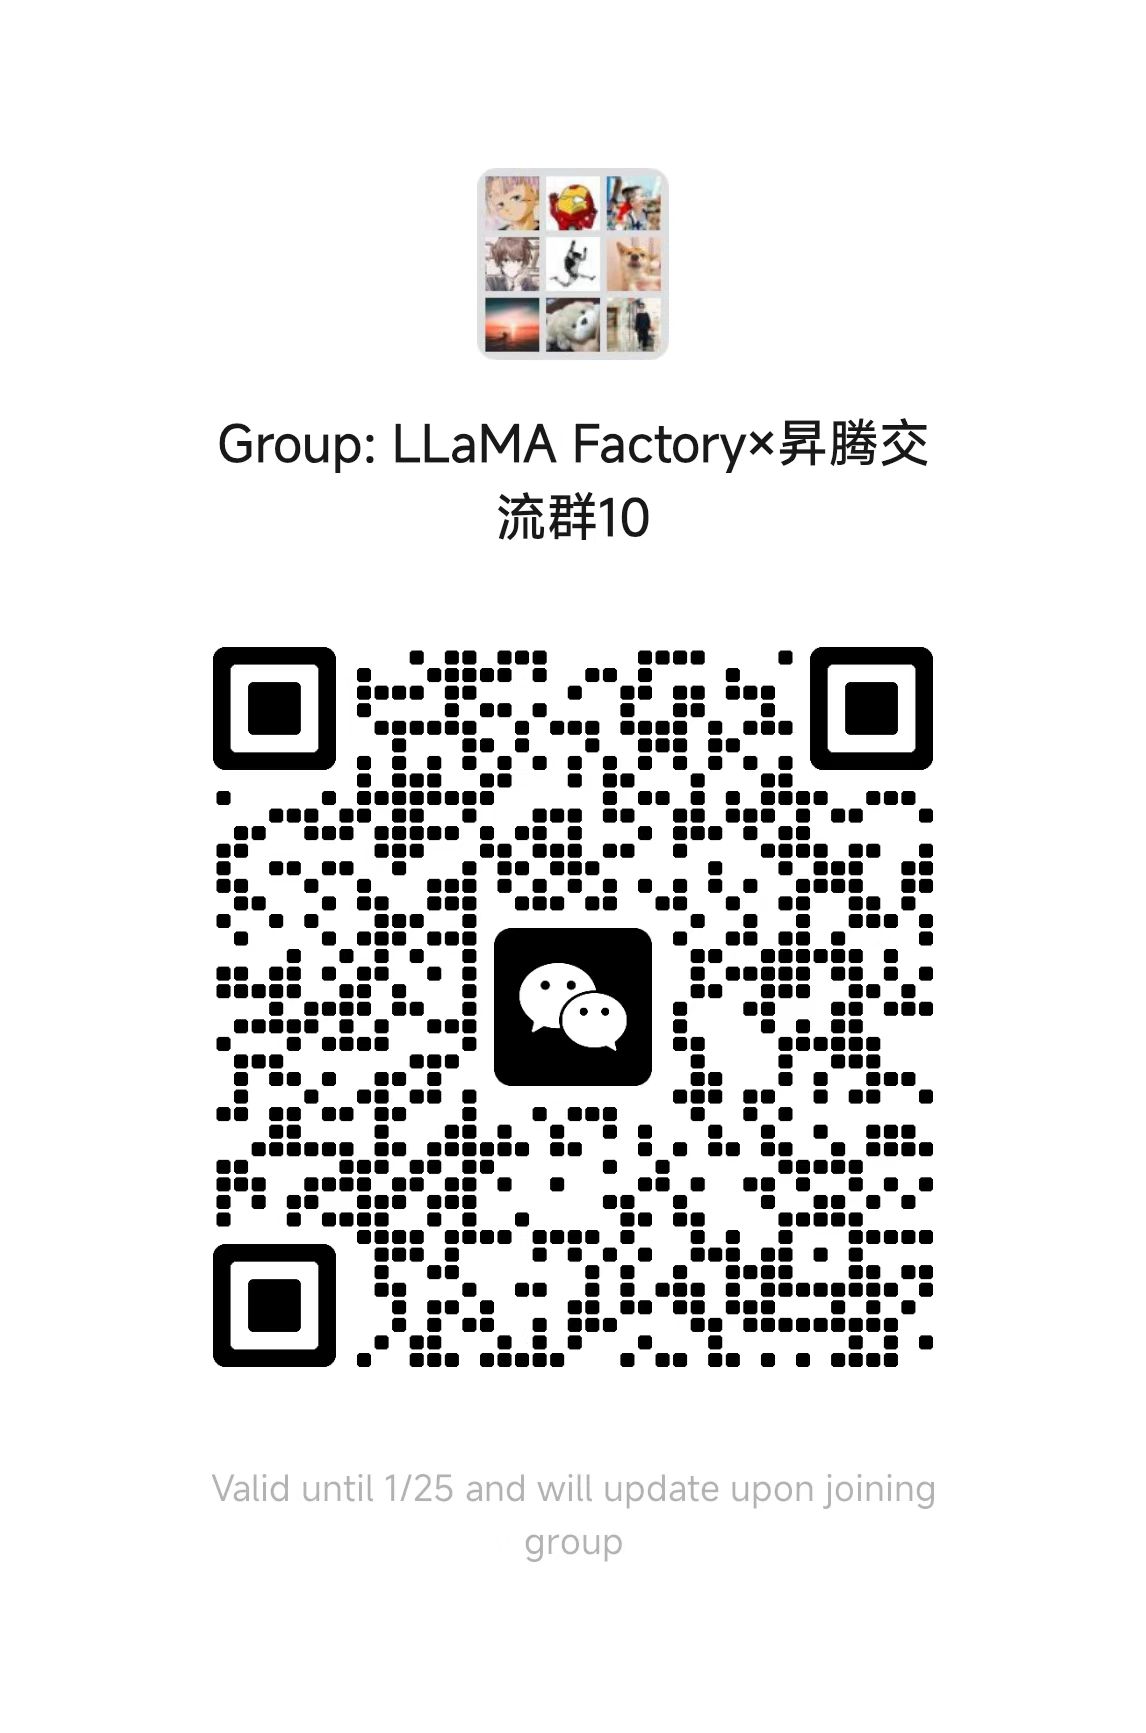 Group: LLaMA Factory×昇腾交
流群10
Valid until 1/25 and will update upon joining
group